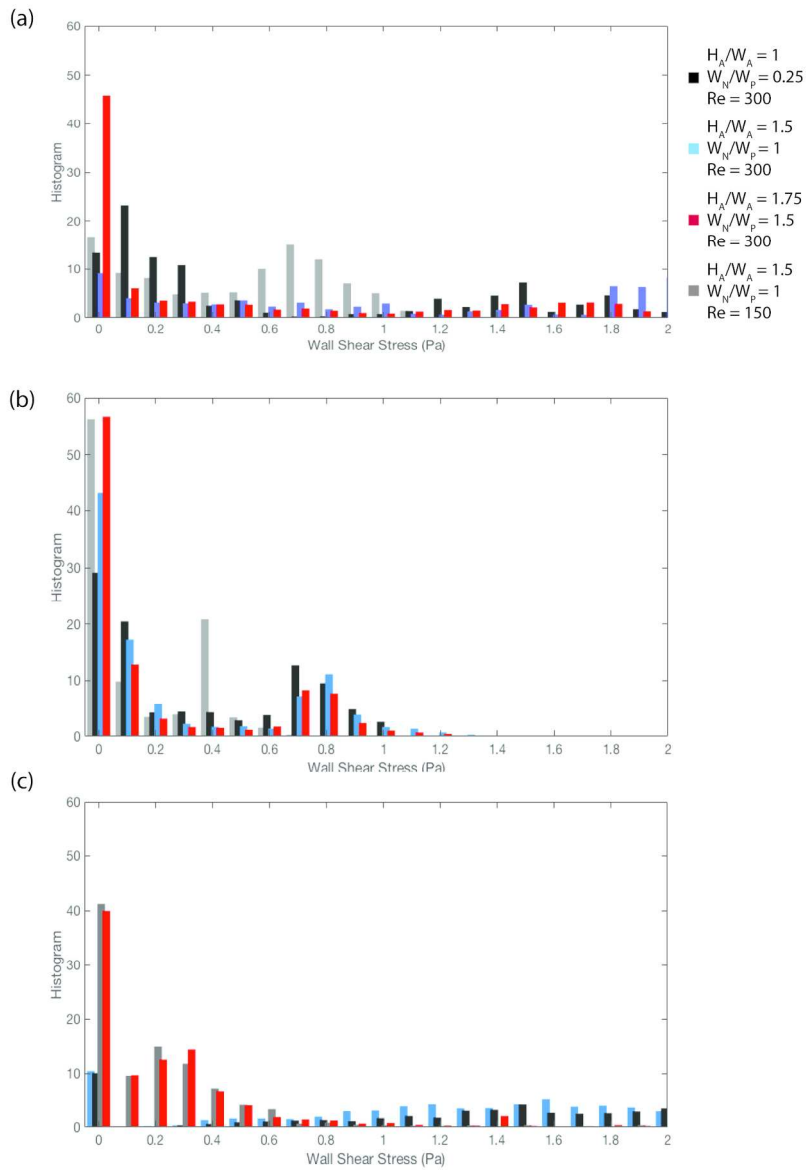 (a)
60
50
40
30
20
10
0
Histogram
0 0.2 0.4 0.6 0.8 1 1.2 1.4 1.6 1.8 2
Wall Shear Stress (Pa)
H_A/W_A = 1
W_N/W_P = 0.25
Re = 300
H_A/W_A = 1.5
W_N/W_P = 1
Re = 300
H_A/W_A = 1.75
W_N/W_P = 1.5
Re = 300
H_A/W_A = 1.5
W_N/W_P = 1
Re = 150
(b)
60
50
40
30
20
10
0
Histogram
0 0.2 0.4 0.6 0.8 1 1.2 1.4 1.6 1.8 2
Wall Shear Stress (Pa)
(c)
60
50
40
30
20
10
0
Histogram
0 0.2 0.4 0.6 0.8 1 1.2 1.4 1.6 1.8 2
Wall Shear Stress (Pa)